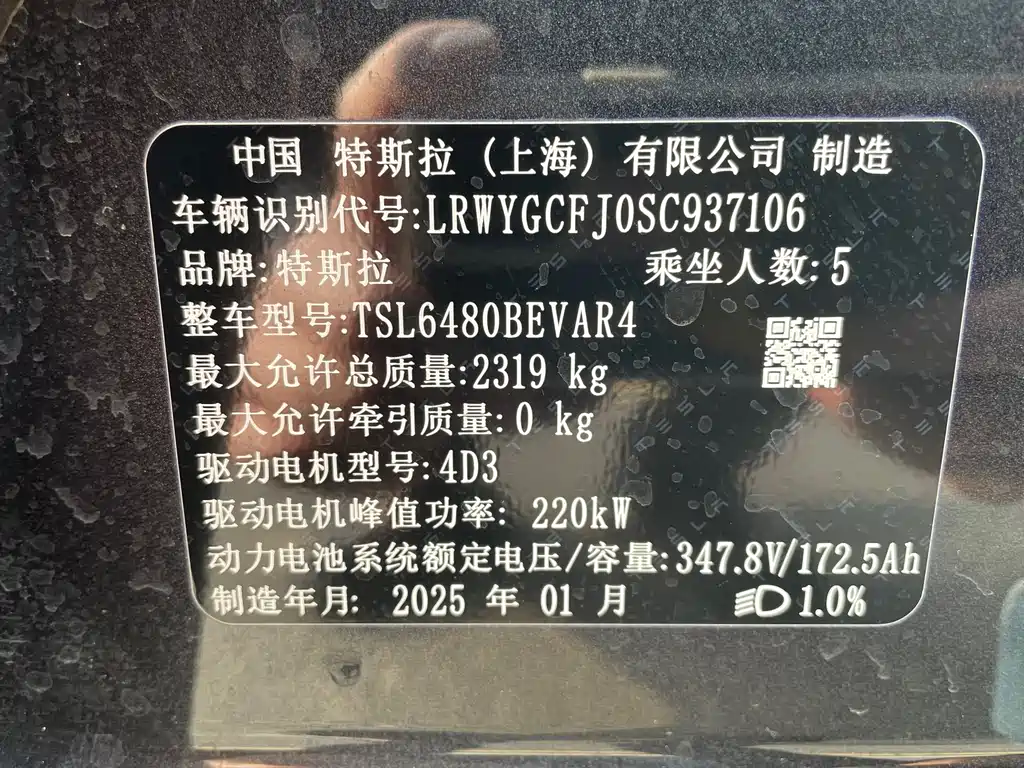 中国 特斯拉 (上海) 有限公司 制造
车辆识别代号:LRWYGCFJ0SC937106
品牌:特斯拉 乘坐人数:5
整车型号:TSL6480BEVAR4
最大允许总质量:2319 kg
最大允许牵引质量:0 kg
驱动电机型号:4D3
驱动电机峰值功率: 220kW
动力电池系统额定电压/容量:347.8V/172.5Ah
制造年月: 2025 年 01 月 1.0%